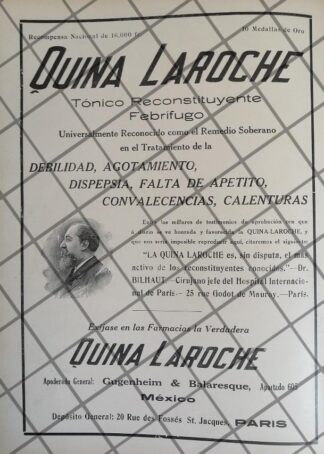 Recompensa Nacional de 16,000 fr.
10 Medallas de Oro
QUINA LAROCHE
Tónico Reconstituyente
Febrífugo
Universalmente Reconocido como el Remedio Soberano
en el Tratamiento de la
DEBILIDAD, AGOTAMIENTO,
DISPEPSIA, FALTA DE APETITO,
CONVALECENCIAS, CALENTURAS
Entre los millares de testimonios de aprobación con que
á diario se ve honrada y favorecida la QUINA-LAROCHE, y
que nos sería imposible reproducir aquí, citaremos el siguiente:
"LA QUINA LAROCHE es, sin disputa, el más
activo de los reconstituyentes conocidos."—Dr.
BILHAUT.- Cirujano jefe del Hospital Internacio-
nal de París.- 25 rue Godot de Mauroy.—París.
Exíjase en las Farmacias la Verdadera
QUINA LAROCHE
Apoderado General: Gugenheim & Balaresque, Apartado 605
México
Depósito General: 20 Rue des Fossés St. Jacques, PARIS